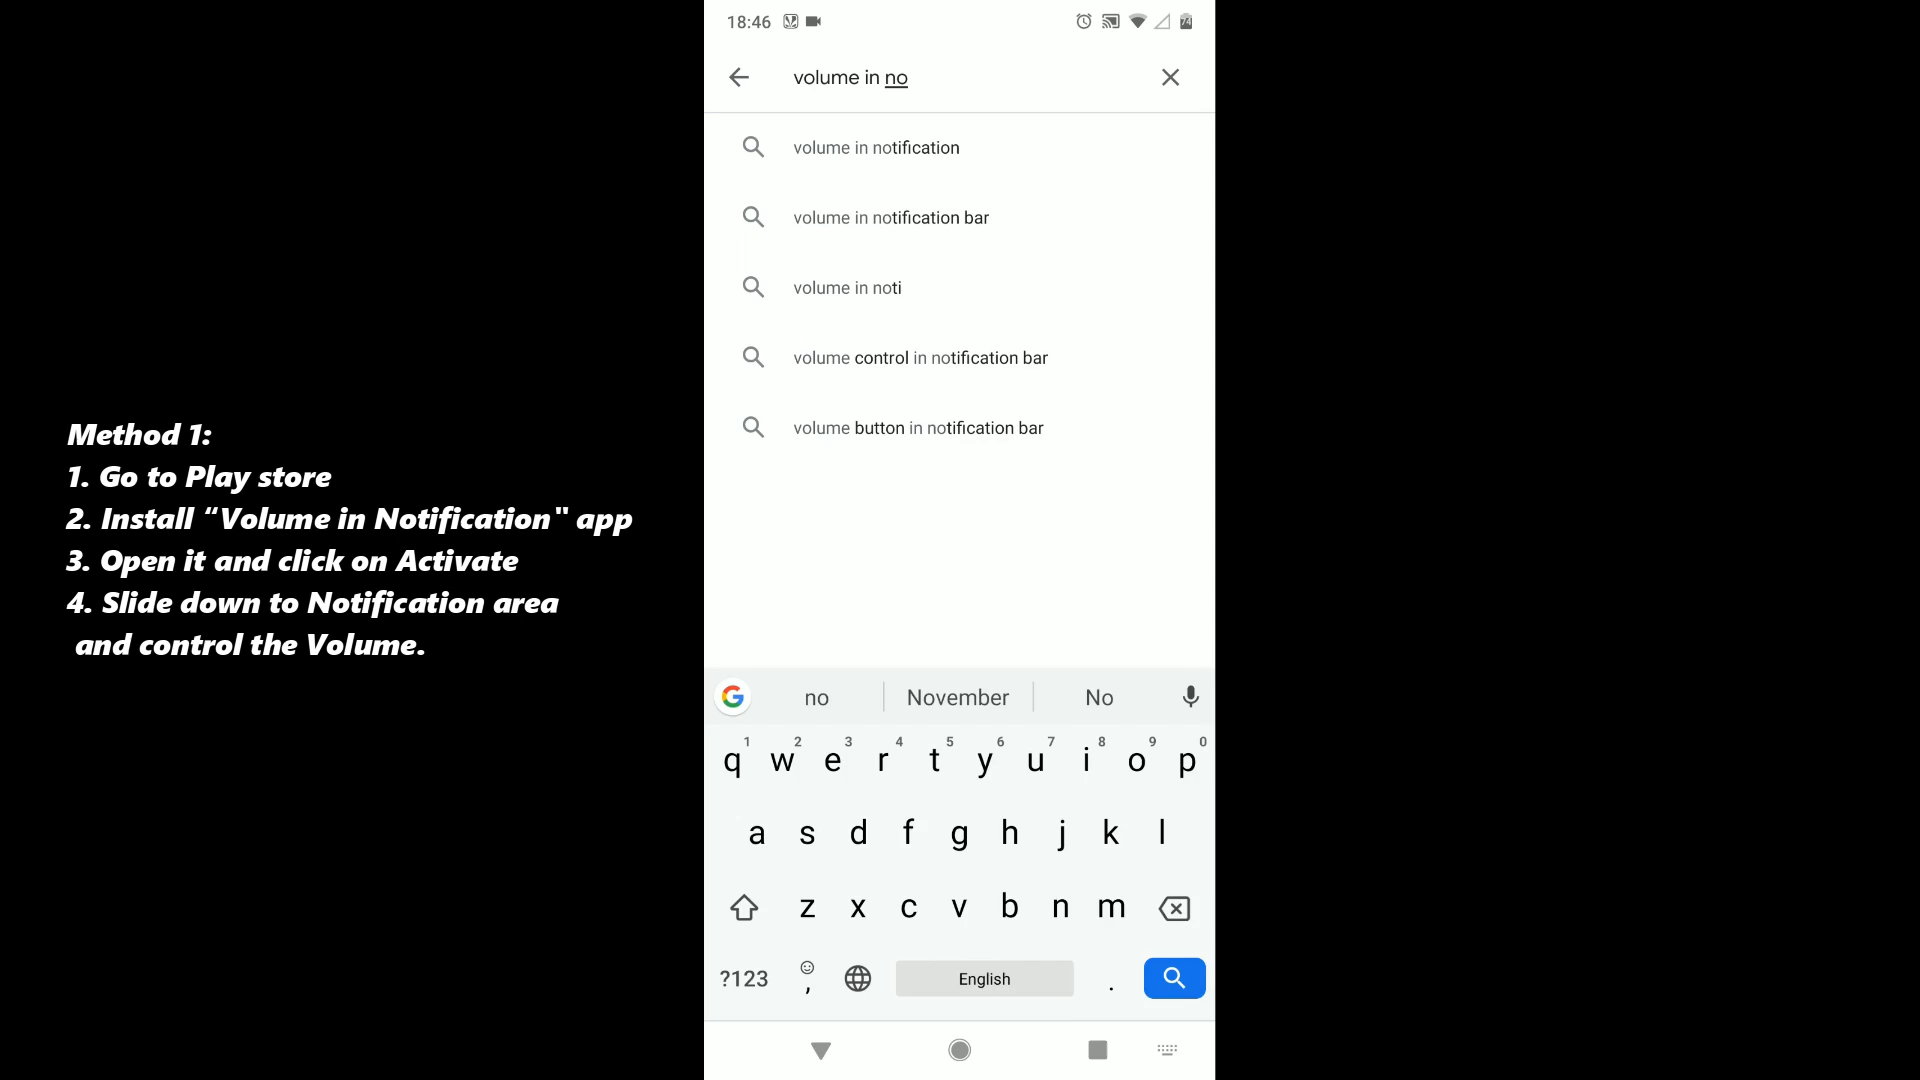 Method 1:
1. Go to Play store
2. Install “Volume in Notification" app
3. Open it and click on Activate
4. Slide down to Notification area
and control the Volume.
18:46
74
volume in no
volume in notification
volume in notification bar
volume in noti
volume control in notification bar
volume button in notification bar
no November No
1 2 3 4 5 6 7 8 9 0
q w e r t y u i o p
a s d f g h j k l
z x c v b n m
?123 , English .